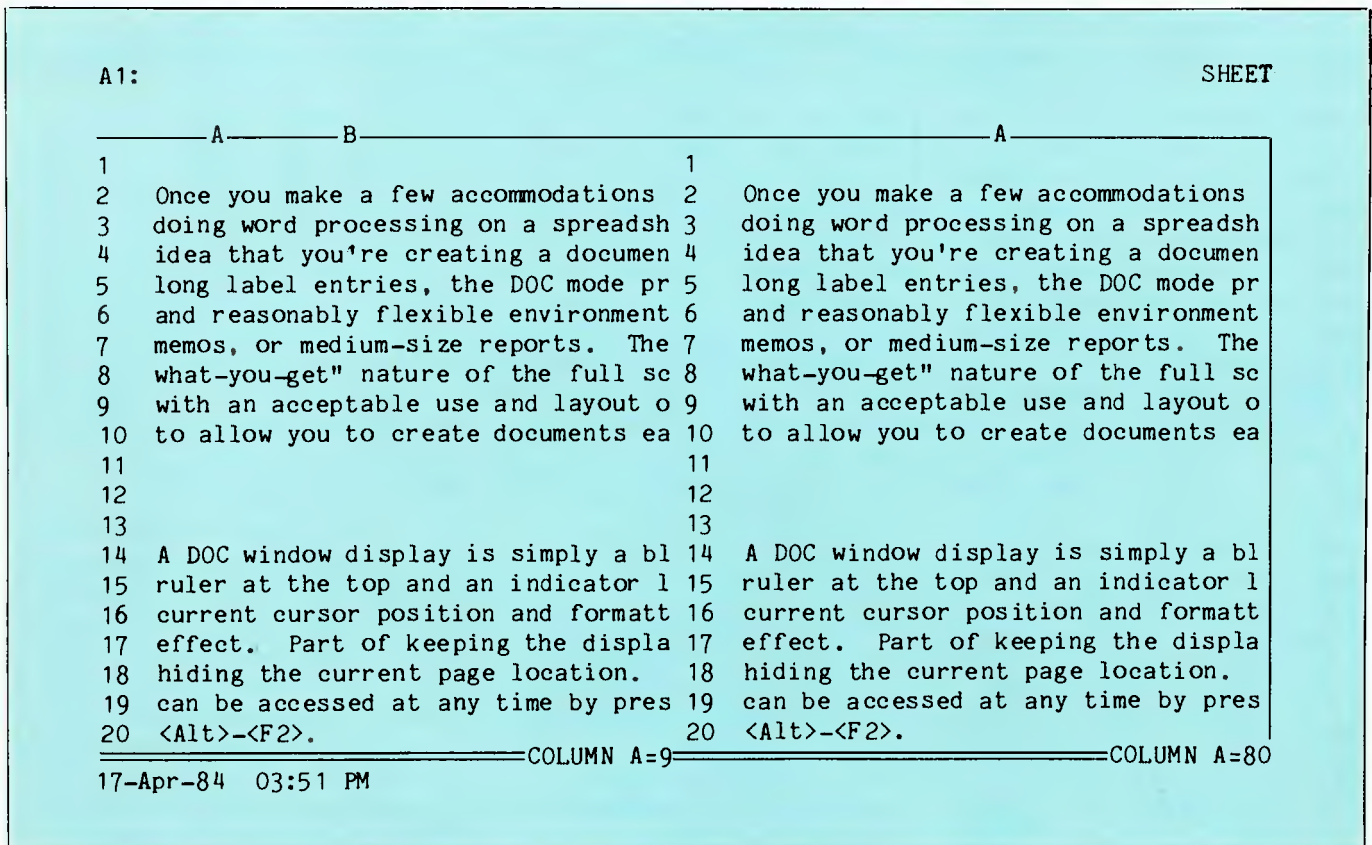 A1: SHEET
A B A
1 1
2 Once you make a few accommodations 2 Once you make a few accommodations
3 doing word processing on a spreadsh 3 doing word processing on a spreadsh
4 idea that you're creating a documen 4 idea that you're creating a documen
5 long label entries, the DOC mode pr 5 long label entries, the DOC mode pr
6 and reasonably flexible environment 6 and reasonably flexible environment
7 memos, or medium-size reports. The 7 memos, or medium-size reports. The
8 what-you-get" nature of the full sc 8 what-you-get" nature of the full sc
9 with an acceptable use and layout o 9 with an acceptable use and layout o
10 to allow you to create documents ea 10 to allow you to create documents ea
11 11
12 12
13 13
14 A DOC window display is simply a bl 14 A DOC window display is simply a bl
15 ruler at the top and an indicator l 15 ruler at the top and an indicator l
16 current cursor position and formatt 16 current cursor position and formatt
17 effect. Part of keeping the displa 17 effect. Part of keeping the displa
18 hiding the current page location. 18 hiding the current page location.
19 can be accessed at any time by pres 19 can be accessed at any time by pres
20 <Alt>-<F2>. 20 <Alt>-<F2>.
COLUMN A=9 COLUMN A=80
17-Apr-84 03:51 PM